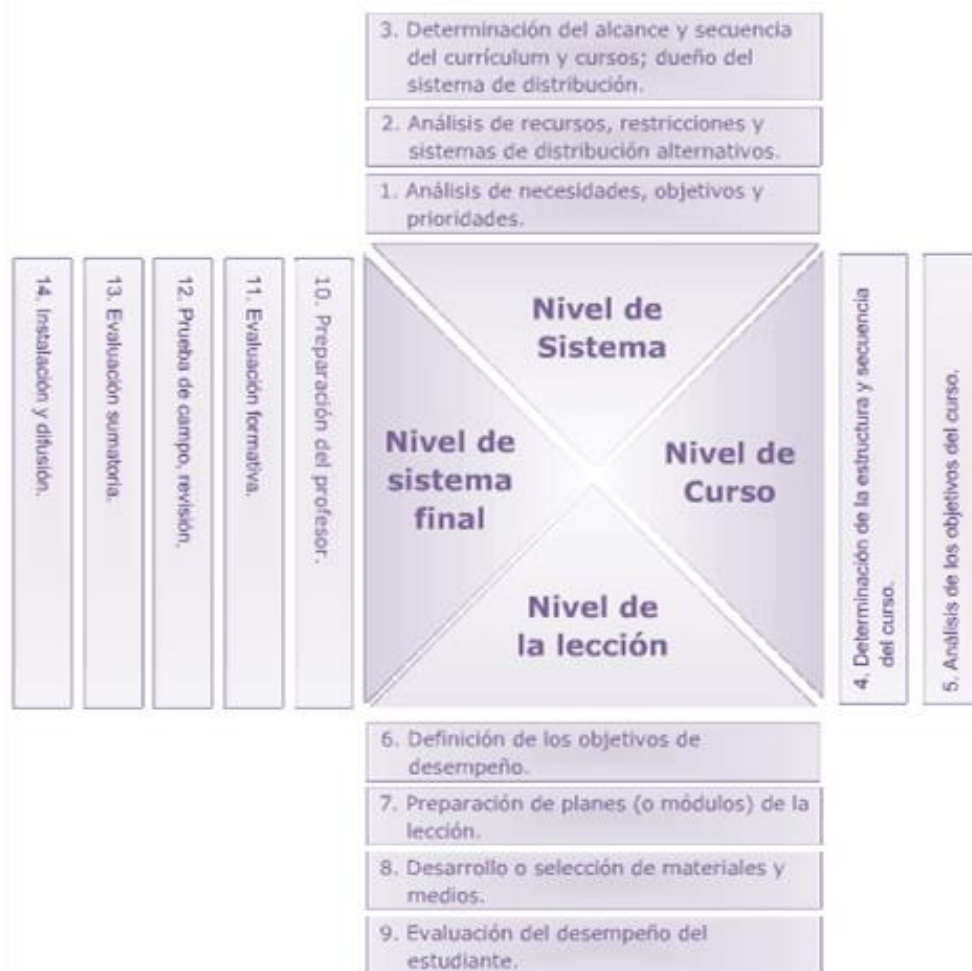 3. Determinación del alcance y secuencia
del currículum y cursos; dueño del
sistema de distribución.
2. Análisis de recursos, restricciones y
sistemas de distribución alternativos.
1. Análisis de necesidades, objetivos y
prioridades.
14. Instalación y difusión.
13. Evaluación sumatoria.
12. Prueba de campo, revisión,
11. Evaluación formativa.
10. Preparación del profesor.
Nivel de
Sistema
Nivel de
sistema
final
Nivel de
Curso
Nivel de
la lección
4. Determinación de la estructura y secuencia
del curso.
5. Análisis de los objetivos del curso.
6. Definición de los objetivos de
desempeño.
7. Preparación de planes (o módulos) de la
lección.
8. Desarrollo o selección de materiales y
medios.
9. Evaluación del desempeño del
estudiante.